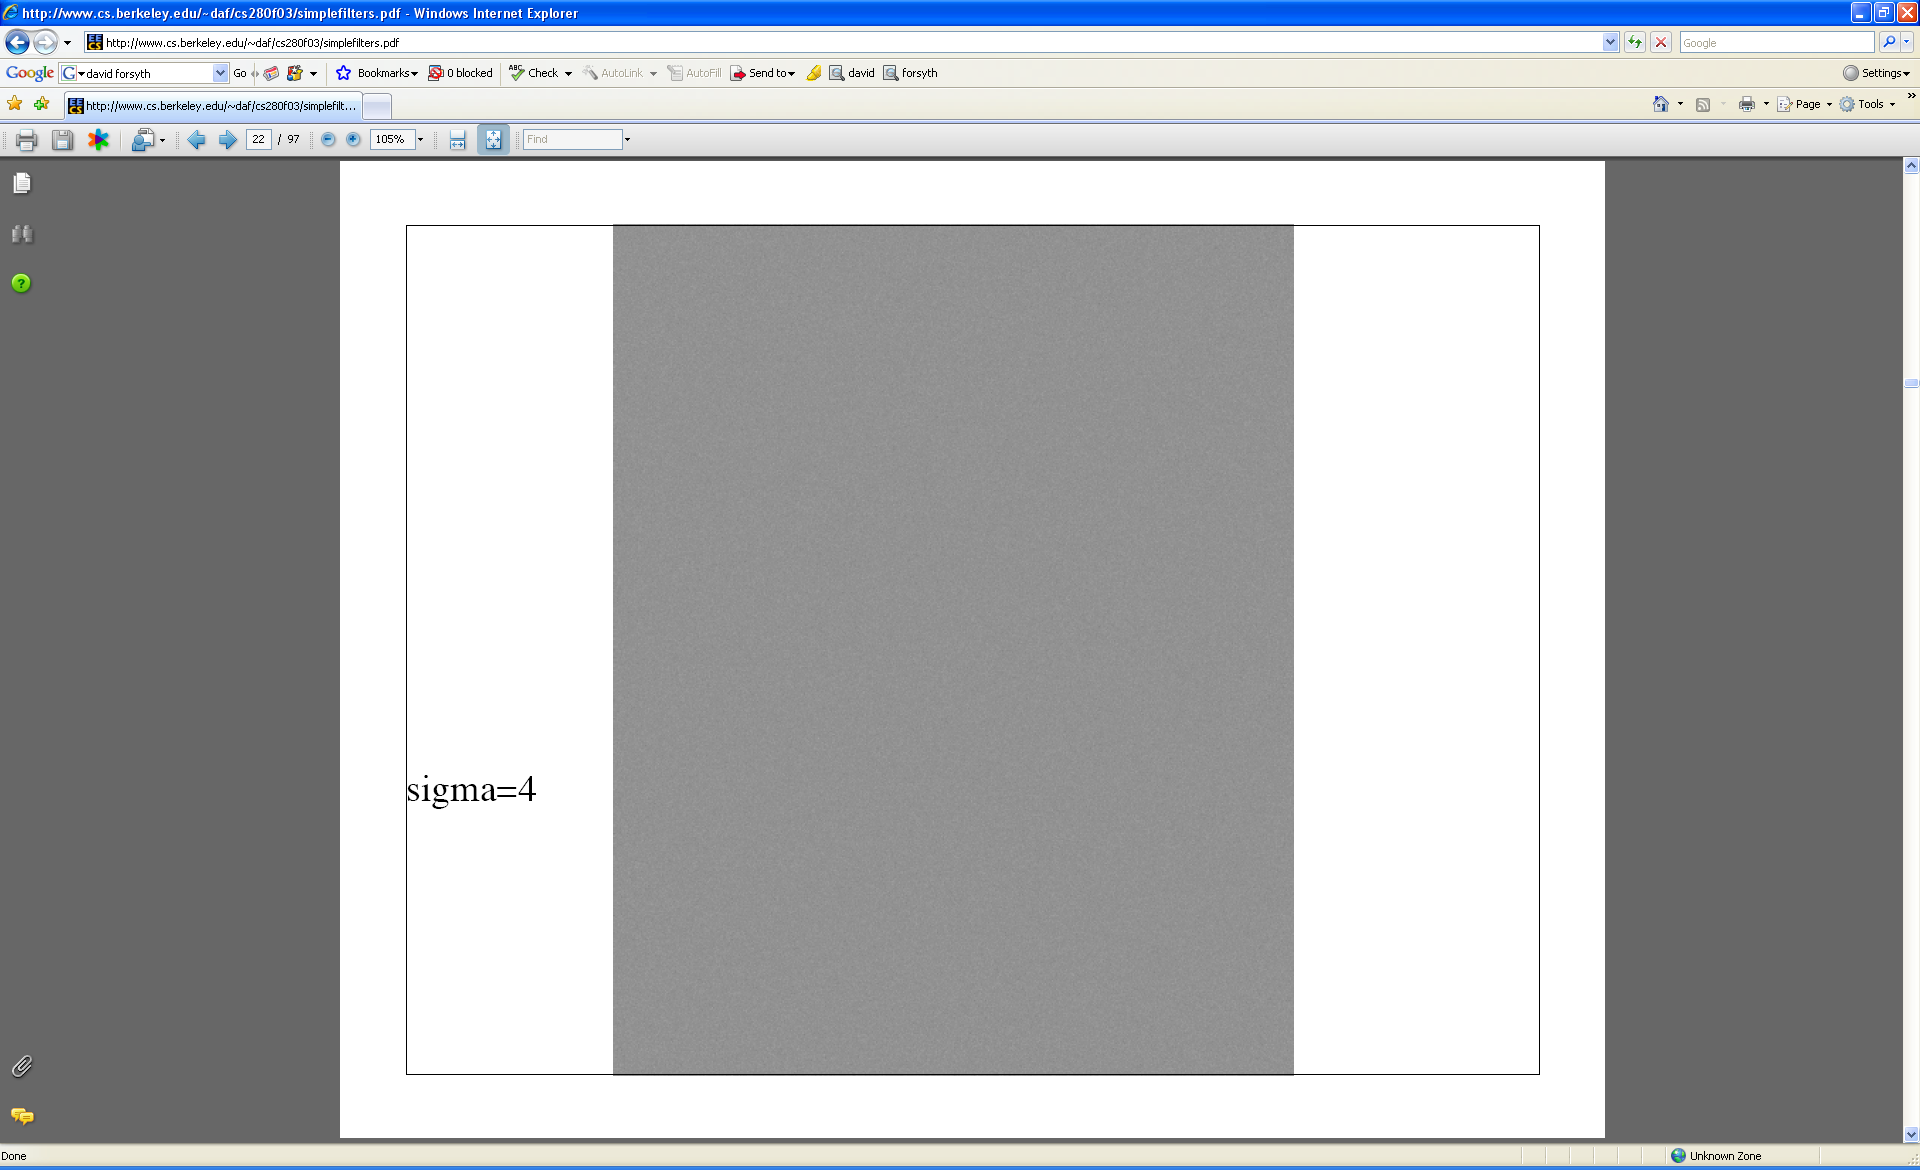 http://www.cs.berkeley.edu/~daf/cs280f03/simplefilters.pdf - Windows Internet Explorer
http://www.cs.berkeley.edu/~daf/cs280f03/simplefilters.pdf
Google
Google G david forsyth Go Bookmarks 0 blocked ABC Check AutoLink AutoFill Send to david forsyth Settings
http://www.cs.berkeley.edu/~daf/cs280f03/simplefilt... Page Tools
22 / 97 105% Find
sigma=4
Done Unknown Zone